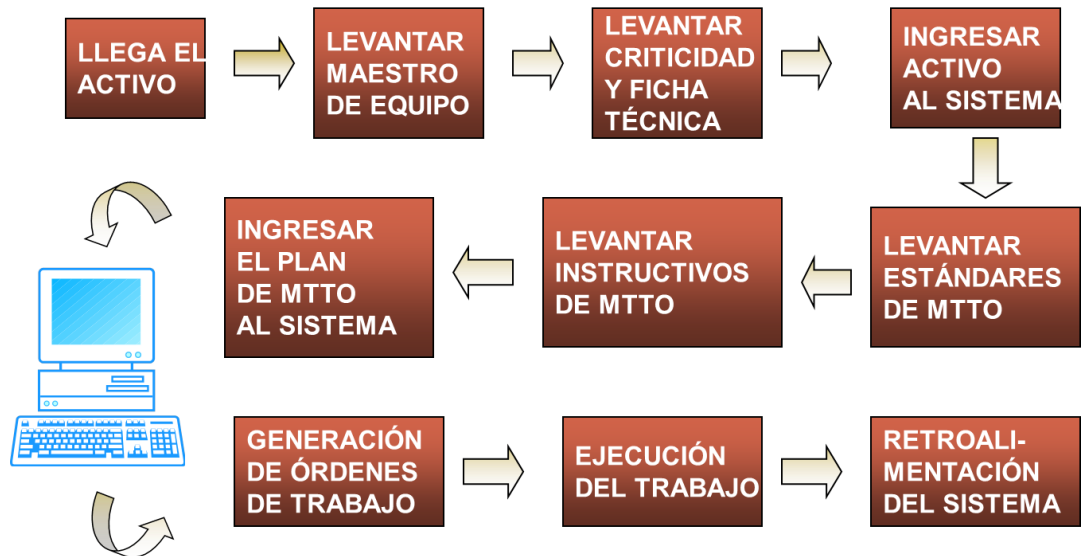 LLEGA EL
ACTIVO
LEVANTAR
MAESTRO
DE EQUIPO
LEVANTAR
CRITICIDAD
Y FICHA
TÉCNICA
INGRESAR
ACTIVO
AL SISTEMA
LEVANTAR
ESTÁNDARES
DE MTTO
LEVANTAR
INSTRUCTIVOS
DE MTTO
INGRESAR
EL PLAN
DE MTTO
AL SISTEMA
GENERACIÓN
DE ÓRDENES
DE TRABAJO
EJECUCIÓN
DEL TRABAJO
RETROALI-
MENTACIÓN
DEL SISTEMA